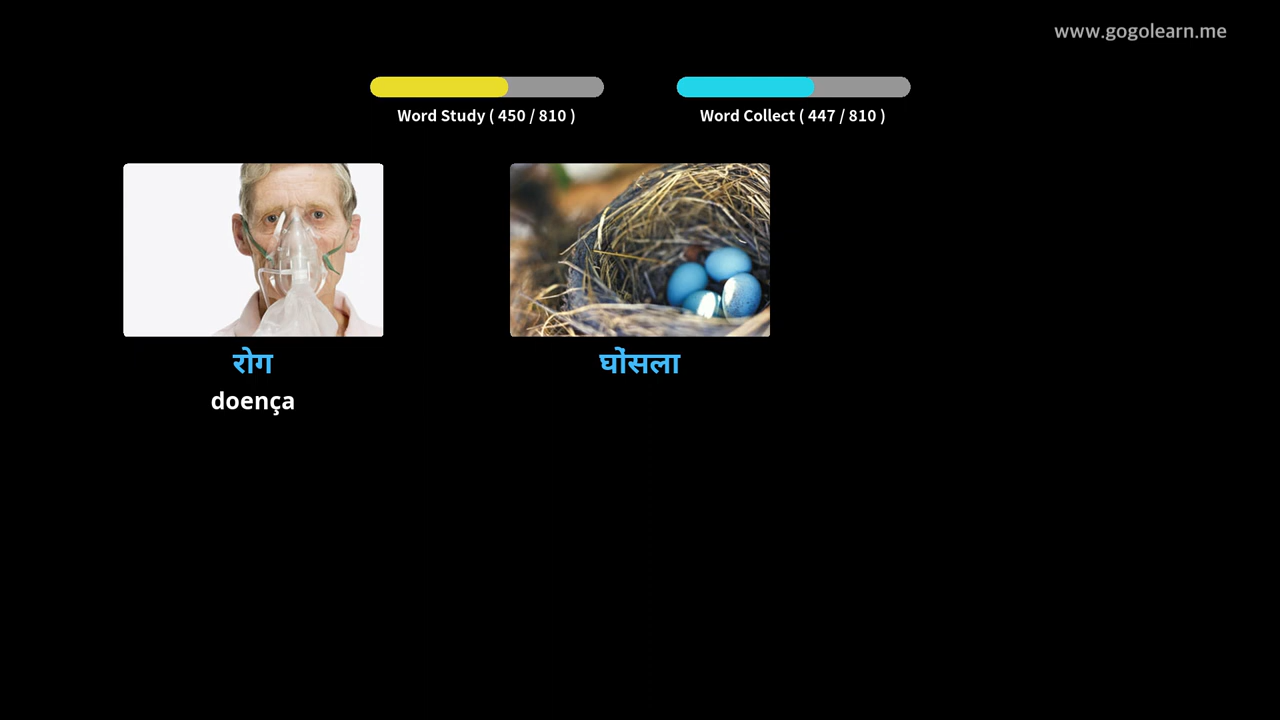 www.gogolearn.me
Word Study ( 450 / 810 )
Word Collect ( 447 / 810 )
रोग
घोंसला
doença